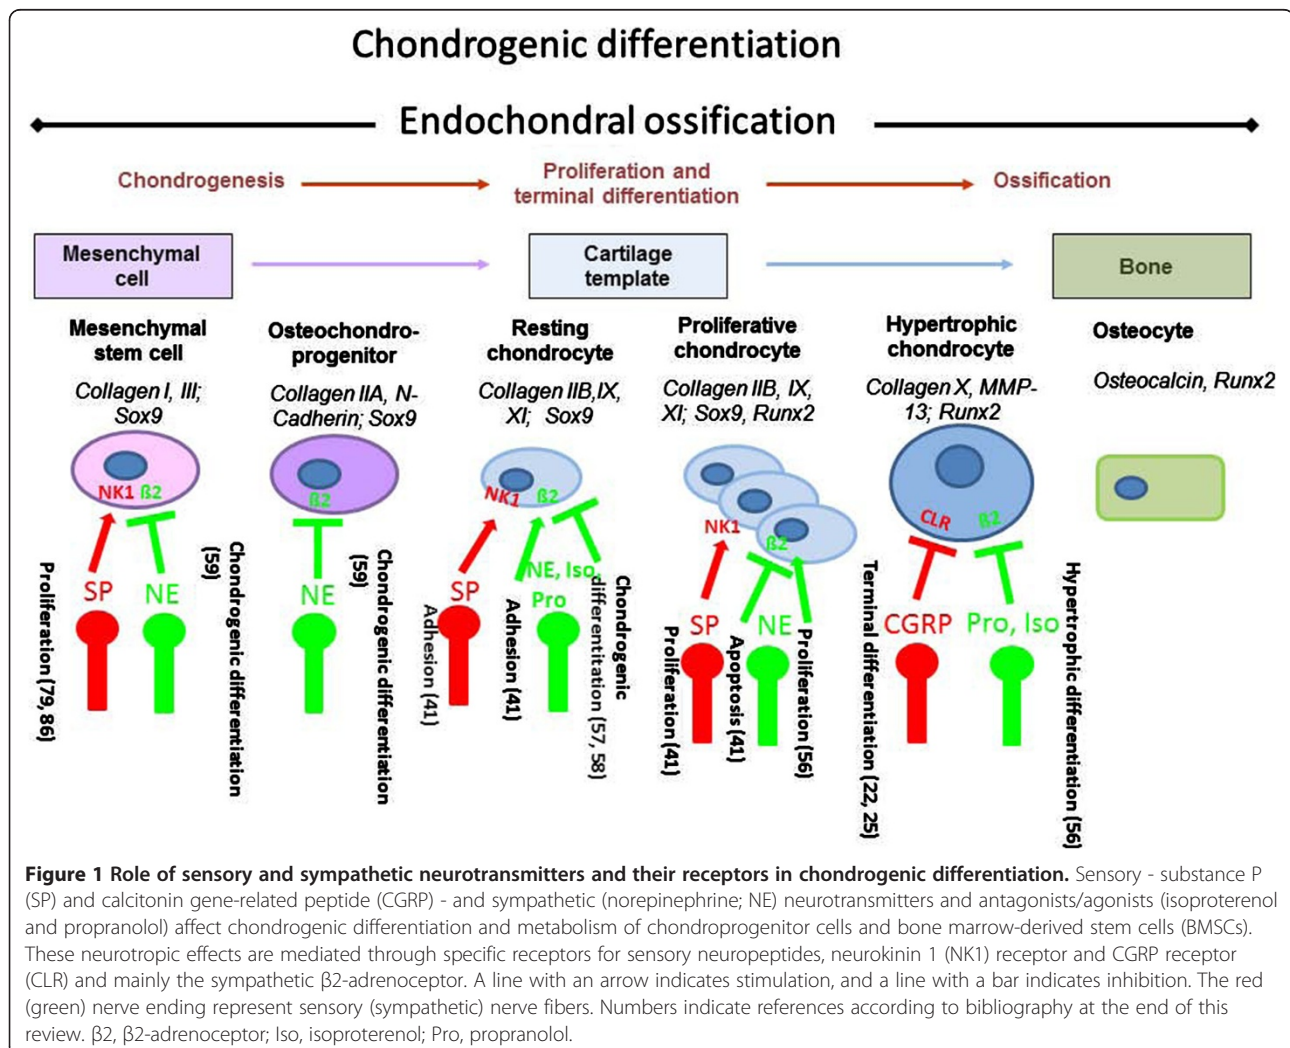 Chondrogenic differentiation
Endochondral ossification
Chondrogenesis
Proliferation and
terminal differentiation
Ossification
Mesenchymal
cell
Cartilage
template
Bone
Mesenchymal
stem cell
Osteochondro-
progenitor
Resting
chondrocyte
Proliferative
chondrocyte
Hypertrophic
chondrocyte
Osteocyte
Collagen I, III;
Sox9
Collagen IIA, N-
Cadherin; Sox9
Collagen IIB,IX,
XI; Sox9
Collagen IIB, IX,
XI; Sox9, Runx2
Collagen X, MMP-
13; Runx2
Osteocalcin, Runx2
NK1 ß2
ß2
NK1 ß2
NK1
ß2
CLR ß2
Proliferation (79, 86)
SP
NE
Chondrogenic differentiation
(59)
NE
Chondrogenic differentiation
(59)
SP
Adhesion (41)
Adhesion (41)
NE, Iso,
Pro
Chondrogenic
differentitation (57, 58)
SP
Proliferation (41)
Apoptosis (41)
NE
Proliferation (56)
Terminal differentiation (22, 25)
CGRP
Pro, Iso
Hypertrophic differentiation (56)
Figure 1 Role of sensory and sympathetic neurotransmitters and their receptors in chondrogenic differentiation. Sensory - substance P
(SP) and calcitonin gene-related peptide (CGRP) - and sympathetic (norepinephrine; NE) neurotransmitters and antagonists/agonists (isoproterenol
and propranolol) affect chondrogenic differentiation and metabolism of chondroprogenitor cells and bone marrow-derived stem cells (BMSCs).
These neurotropic effects are mediated through specific receptors for sensory neuropeptides, neurokinin 1 (NK1) receptor and CGRP receptor
(CLR) and mainly the sympathetic β2-adrenoceptor. A line with an arrow indicates stimulation, and a line with a bar indicates inhibition. The red
(green) nerve ending represent sensory (sympathetic) nerve fibers. Numbers indicate references according to bibliography at the end of this
review. β2, β2-adrenoceptor; Iso, isoproterenol; Pro, propranolol.